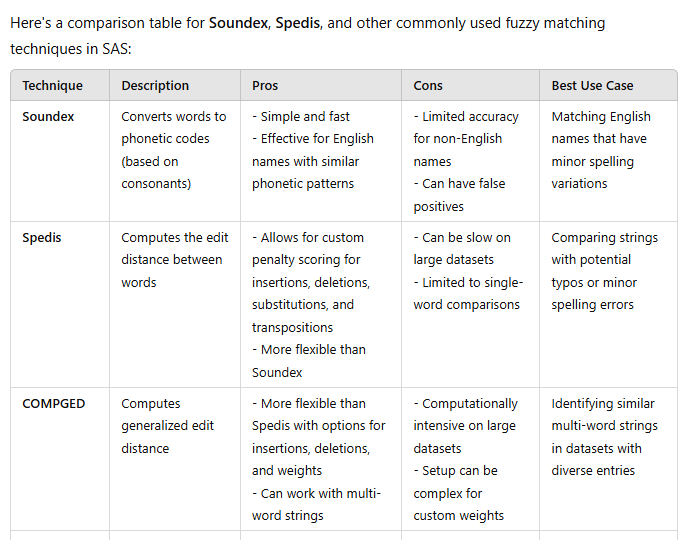 Here's a comparison table for Soundex, Spedis, and other commonly used fuzzy matching
techniques in SAS:
Technique
Description
Pros
Cons
Best Use Case
Soundex
Converts words to
phonetic codes
(based on
consonants)
- Simple and fast
- Effective for English
names with similar
phonetic patterns
- Limited accuracy
for non-English
names
- Can have false
positives
Matching English
names that have
minor spelling
variations
Spedis
Computes the edit
distance between
words
- Allows for custom
penalty scoring for
insertions, deletions,
substitutions, and
transpositions
- More flexible than
Soundex
- Can be slow on
large datasets
- Limited to single-
word comparisons
Comparing strings
with potential
typos or minor
spelling errors
COMPGED
Computes
generalized edit
distance
- More flexible than
Spedis with options for
insertions, deletions,
and weights
- Can work with multi-
word strings
- Computationally
intensive on large
datasets
- Setup can be
complex for
custom weights
Identifying similar
multi-word strings
in datasets with
diverse entries